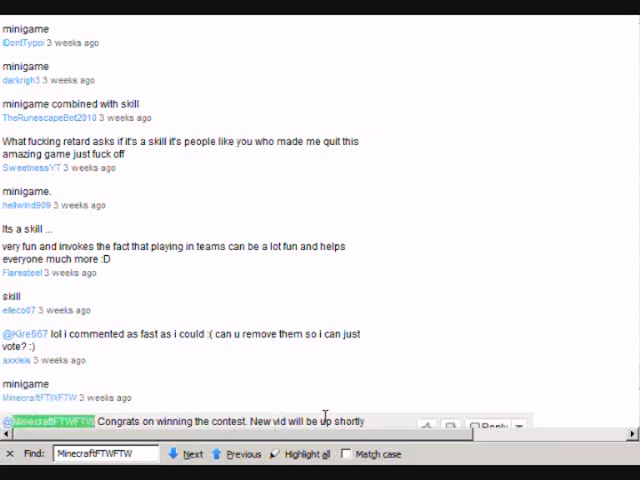 minigame
IDontTypoi 3 weeks ago
minigame
darkrigh3 3 weeks ago
minigame combined with skill
TheRunescapeBot2010 3 weeks ago
What fucking retard asks if it's a skill it's people like you who made me quit this
amazing game just fuck off
SweetnessYT 3 weeks ago
minigame.
hellwind909 3 weeks ago
Its a skill ...
very fun and invokes the fact that playing in teams can be a lot fun and helps
everyone much more :D
Flaresteel 3 weeks ago
skill
elleco07 3 weeks ago
@Kire667 lol i commented as fast as i could :( can u remove them so i can just
vote? :)
axxisis 3 weeks ago
minigame
MinecraftFTWFTW 3 weeks ago
@MinecraftFTWFTW Congrats on winning the contest. New vid will be up shortly
Reply
Find: MinecraftFTWFTW Next Previous Highlight all Match case